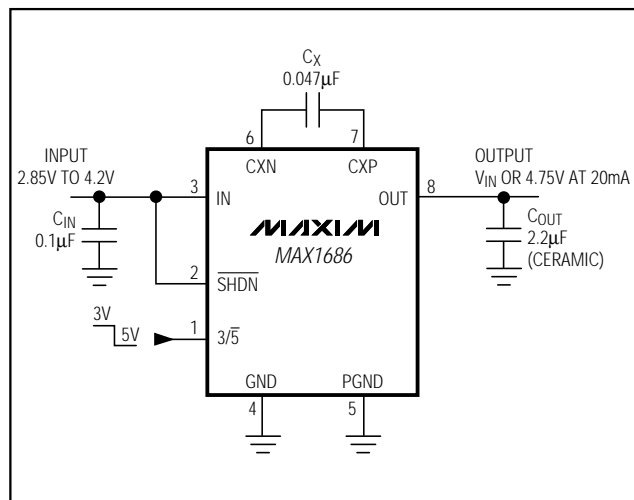 CX
0.047µF
6
7
CXN
CXP
INPUT
2.85V TO 4.2V
3
IN
OUT
8
OUTPUT
VIN OR 4.75V AT 20mA
CIN
0.1µF
MAXIM
MAX1686
COUT
2.2µF
(CERAMIC)
2
S̅H̅D̅N̅
3V
5V
1
3/5̅
GND
PGND
4
5